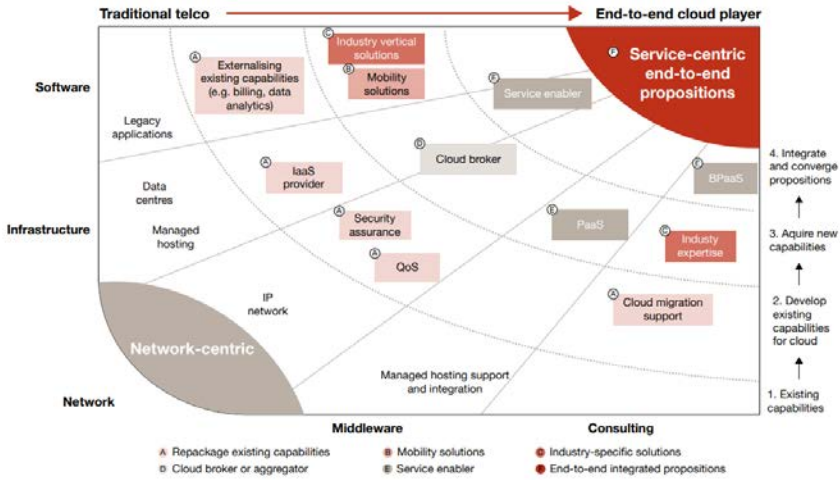 Traditional telco
End-to-end cloud player
Software
Infrastructure
Network
A
Externalising
existing capabilities
(e.g. billing, data
analytics)
C
Industry vertical
solutions
B
Mobility
solutions
E
Service enabler
F
Service-centric
end-to-end
propositions
Legacy
applications
D
Cloud broker
A
IaaS
provider
Data
centres
Managed
hosting
A
Security
assurance
A
QoS
E
PaaS
BPaaS
C
Industy
expertise
A
Cloud migration
support
IP
network
Network-centric
Managed hosting support
and integration
4. Integrate
and converge
propositions
3. Aquire new
capabilities
2. Develop
existing
capabilities
for cloud
1. Existing
capabilities
Middleware
Consulting
A Repackage existing capabilities
B Mobility solutions
C Industry-specific solutions
D Cloud broker or aggregator
E Service enabler
F End-to-end integrated propositions